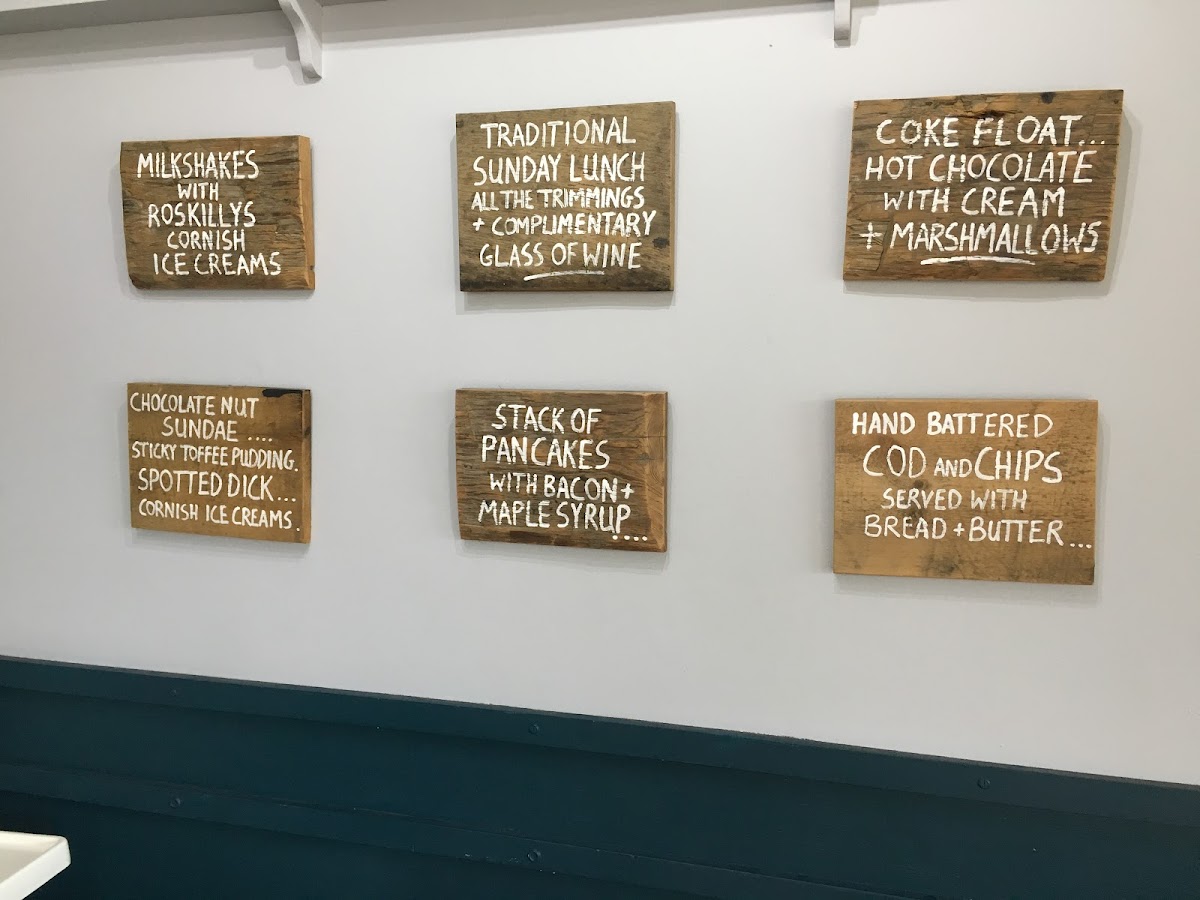 MILKSHAKES
WITH
ROSKILLYS
CORNISH
ICE CREAMS
TRADITIONAL
SUNDAY LUNCH
ALL THE TRIMMINGS
+ COMPLIMENTARY
GLASS OF WINE
COKE FLOAT...
HOT CHOCOLATE
WITH CREAM
+ MARSHMALLOWS
CHOCOLATE NUT
SUNDAE ....
STICKY TOFFEE PUDDING.
SPOTTED DICK...
CORNISH ICE CREAMS.
STACK OF
PANCAKES
WITH BACON +
MAPLE SYRUP
....
HAND BATTERED
COD AND CHIPS
SERVED WITH
BREAD + BUTTER...